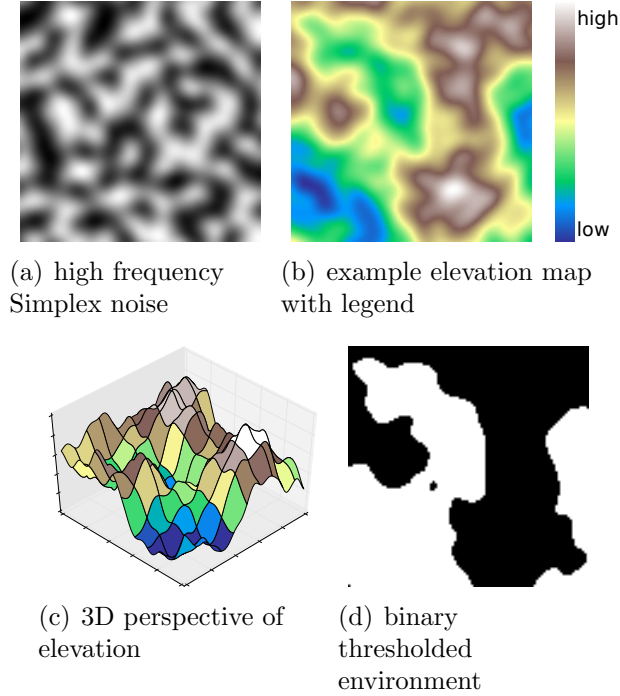 high
low
(a) high frequency
Simplex noise
(b) example elevation map
with legend
(c) 3D perspective of
elevation
(d) binary
thresholded
environment